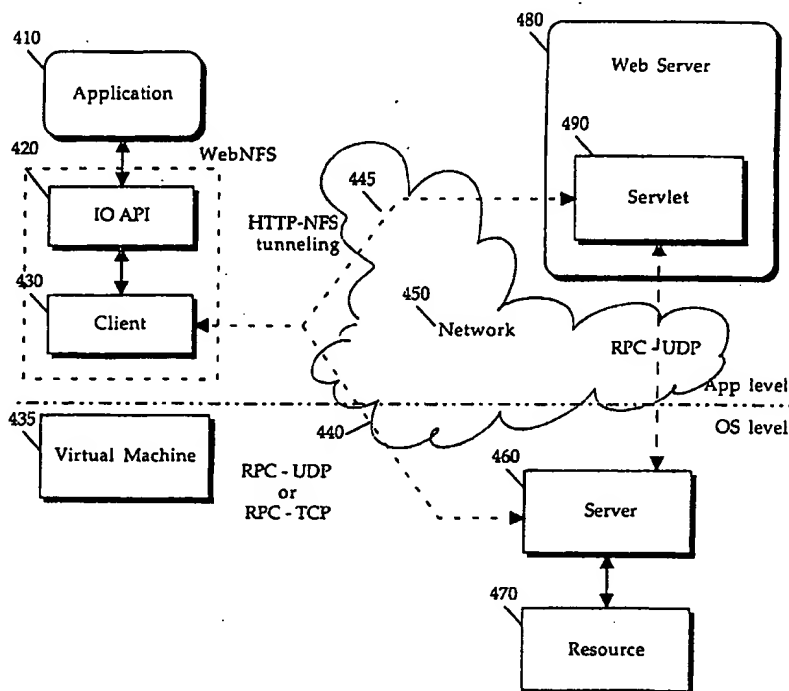 410
Application
WebNFS
420
IO API
430
Client
435
Virtual Machine
HTTP-NFS
tunneling
445
450
Network
440
RPC - UDP
or
RPC - TCP
480
Web Server
490
Servlet
RPC - UDP
App level
OS level
460
Server
470
Resource